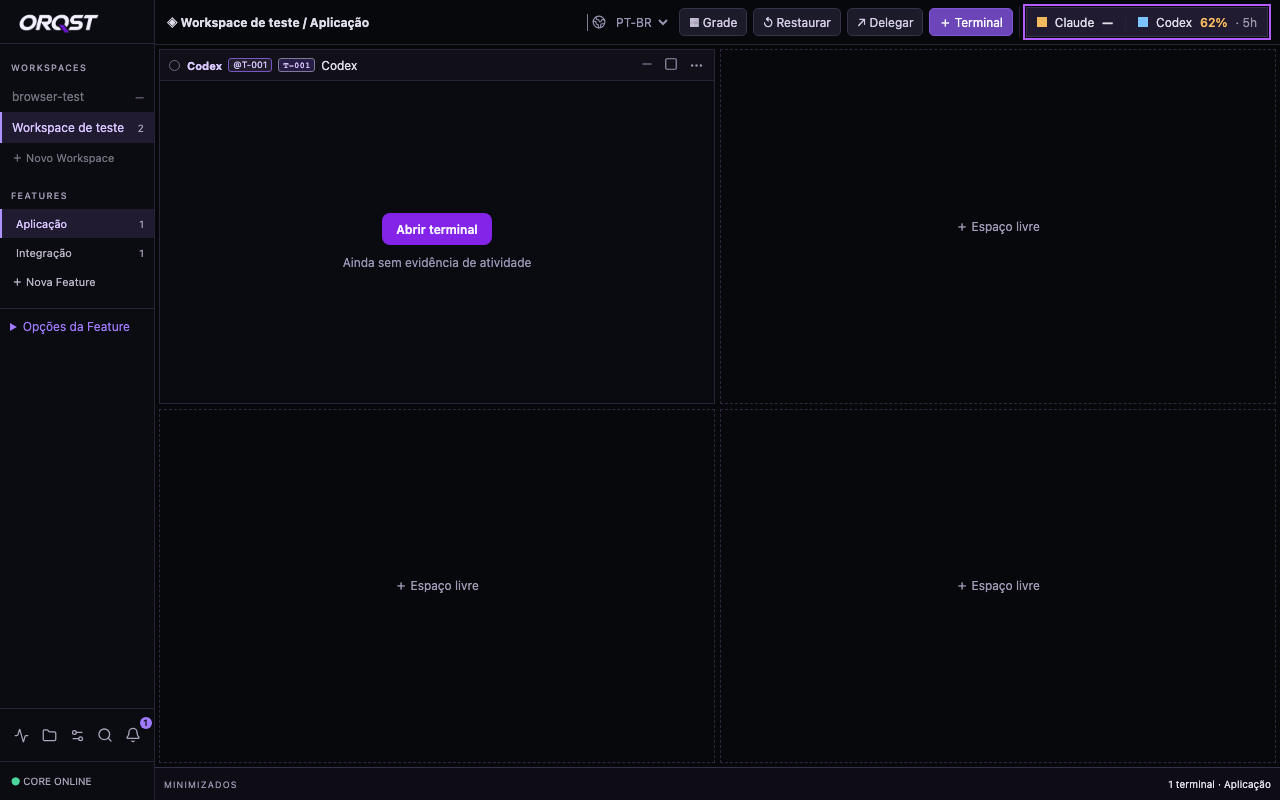 ORQST
◈ Workspace de teste / Aplicação
PT-BR
Grade
Restaurar
Delegar
+ Terminal
Claude —
Codex 62% · 5h
WORKSPACES
browser-test —
Workspace de teste 2
+ Novo Workspace
FEATURES
Aplicação 1
Integração 1
+ Nova Feature
Opções da Feature
Codex @T-001 T-001 Codex
Abrir terminal
Ainda sem evidência de atividade
+ Espaço livre
+ Espaço livre
+ Espaço livre
1
CORE ONLINE
MINIMIZADOS
1 terminal · Aplicação